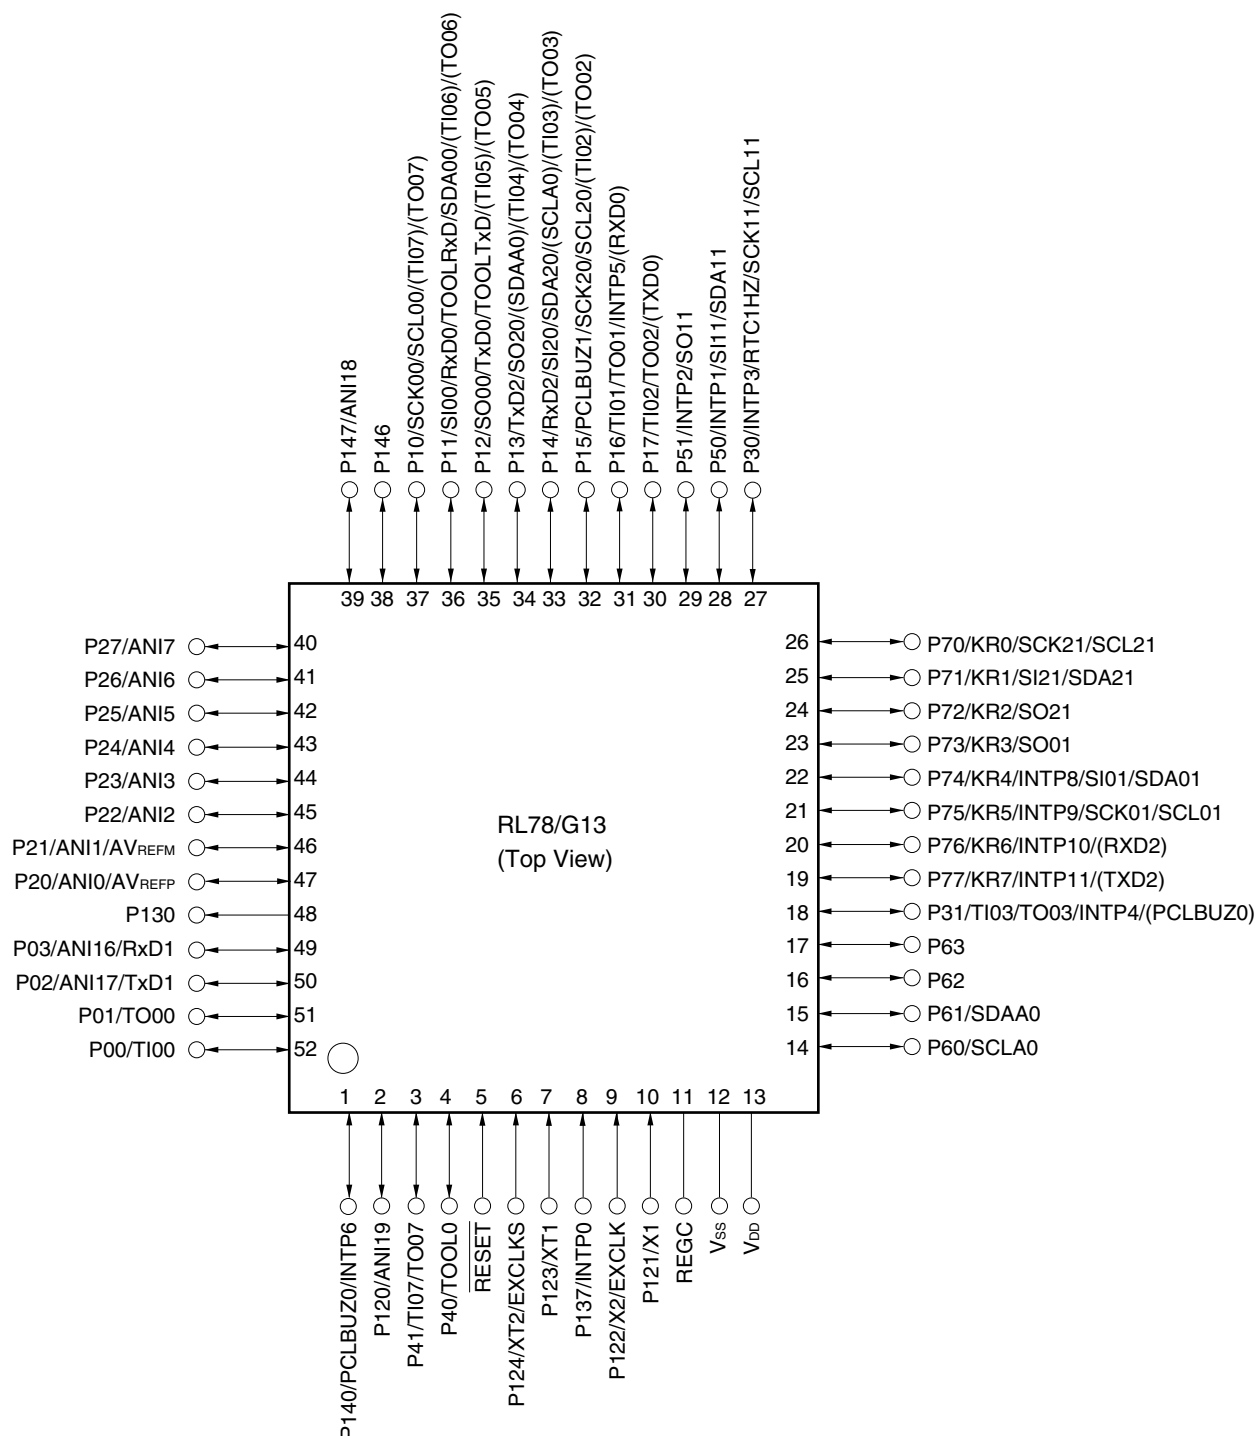 P147/ANI18
P146
P10/SCK00/SCL00/(TI07)/(TO07)
P11/SI00/RxD0/TOOLRxD/SDA00/(TI06)/(TO06)
P12/SO00/TxD0/TOOLTxD/(TI05)/(TO05)
P13/TxD2/SO20/(SDAA0)/(TI04)/(TO04)
P14/RxD2/SI20/SDA20/(SCLA0)/(TI03)/(TO03)
P15/PCLBUZ1/SCK20/SCL20/(TI02)/(TO02)
P16/TI01/TO01/INTP5/(RXD0)
P17/TI02/TO02/(TXD0)
P51/INTP2/SO11
P50/INTP1/SI11/SDA11
P30/INTP3/RTC1HZ/SCK11/SCL11
39 38 37 36 35 34 33 32 31 30 29 28 27
P27/ANI7 40
P26/ANI6 41
P25/ANI5 42
P24/ANI4 43
P23/ANI3 44
P22/ANI2 45
P21/ANI1/AVREFM 46
P20/ANI0/AVREFP 47
P130 48
P03/ANI16/RxD1 49
P02/ANI17/TxD1 50
P01/TO00 51
P00/TI00 52
RL78/G13
(Top View)
26 P70/KR0/SCK21/SCL21
25 P71/KR1/SI21/SDA21
24 P72/KR2/SO21
23 P73/KR3/SO01
22 P74/KR4/INTP8/SI01/SDA01
21 P75/KR5/INTP9/SCK01/SCL01
20 P76/KR6/INTP10/(RXD2)
19 P77/KR7/INTP11/(TXD2)
18 P31/TI03/TO03/INTP4/(PCLBUZ0)
17 P63
16 P62
15 P61/SDAA0
14 P60/SCLA0
1 2 3 4 5 6 7 8 9 10 11 12 13
P140/PCLBUZ0/INTP6
P120/ANI19
P41/TI07/TO07
P40/TOOL0
RESET
P124/XT2/EXCLKS
P123/XT1
P137/INTP0
P122/X2/EXCLK
P121/X1
REGC
VSS
VDD